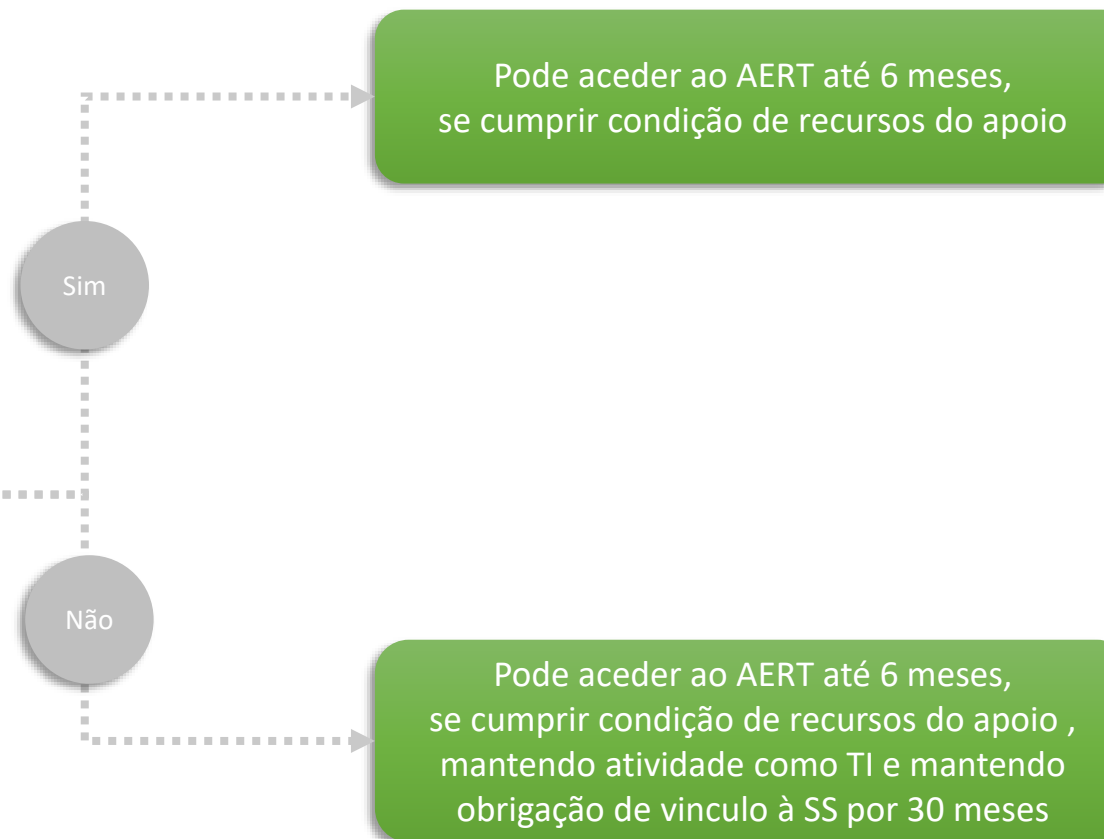 Pode aceder ao AERT até 6 meses,
se cumprir condição de recursos do apoio
Sim
Não
Pode aceder ao AERT até 6 meses,
se cumprir condição de recursos do apoio ,
mantendo atividade como TI e mantendo
obrigação de vinculo à SS por 30 meses